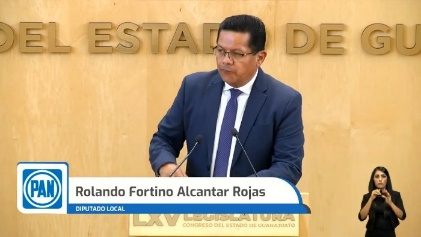 DEL ESTADO DE GU
PAN
Rolando Fortino Alcantar Rojas
DIPUTADO LOCAL
LXV LEGISLATURA
CONGRESO DEL ESTADO DE GUANAJUATO